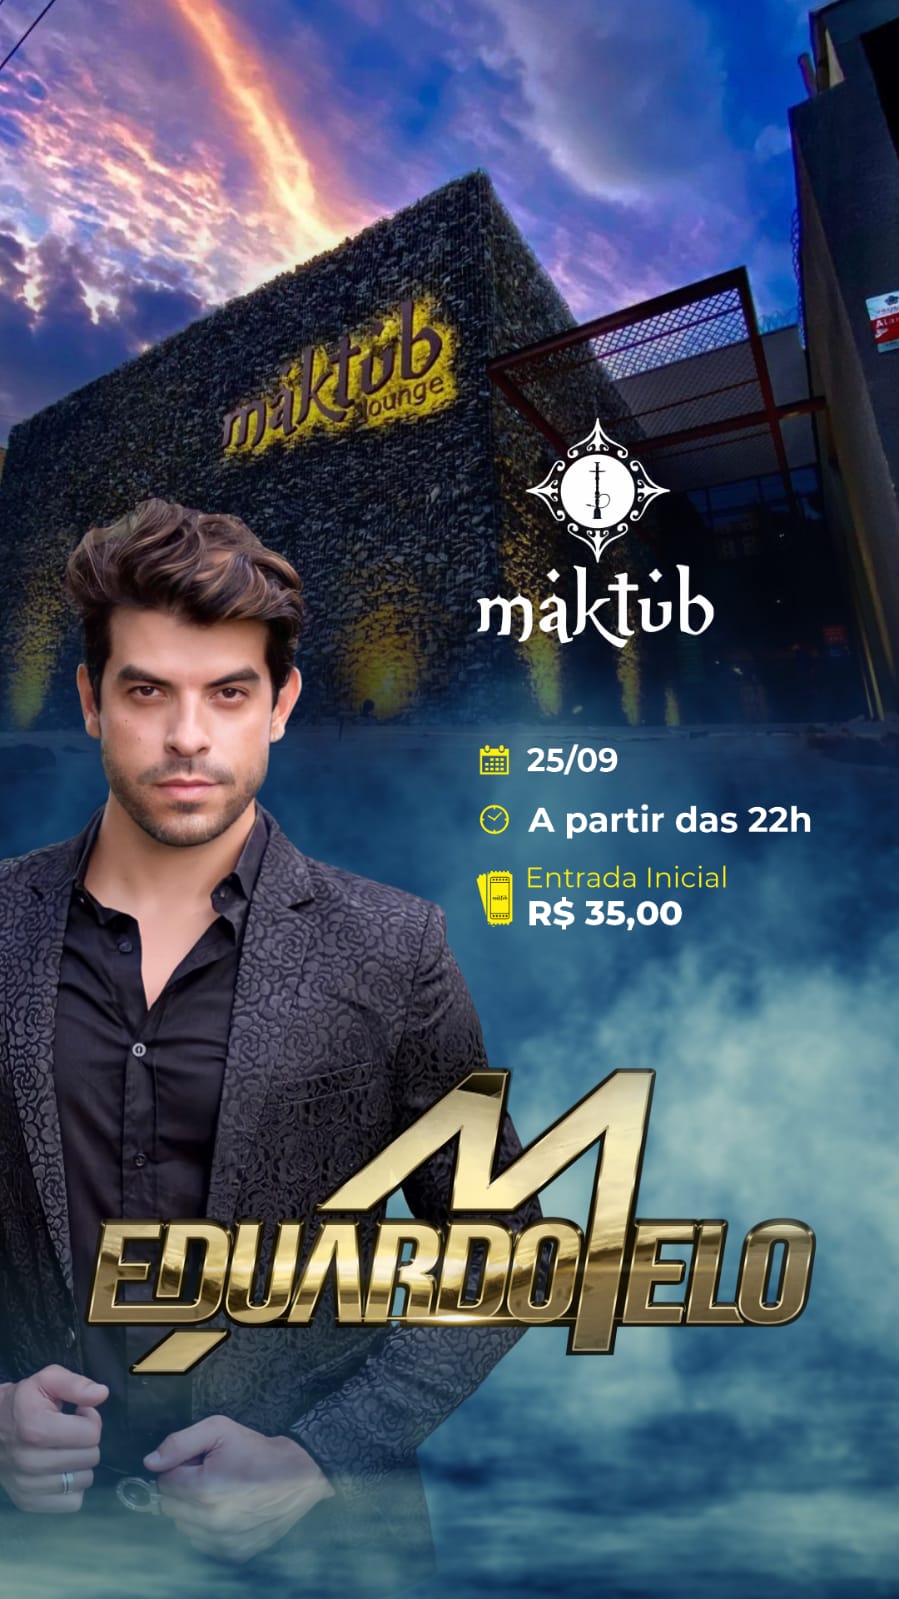 maktub
lounge
maktub
25/09
A partir das 22h
Entrada Inicial
R$ 35,00
EDUARDO MELO